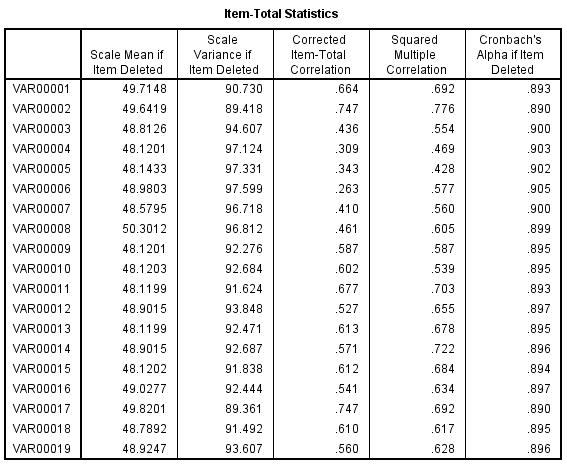 Item-Total Statistics
Scale Mean if Item Deleted Scale Variance if Item Deleted Corrected Item-Total Correlation Squared Multiple Correlation Cronbach's Alpha if Item Deleted
VAR00001 49.7148 90.730 .664 .692 .893
VAR00002 49.6419 89.418 .747 .776 .890
VAR00003 48.8126 94.607 .436 .554 .900
VAR00004 48.1201 97.124 .309 .469 .903
VAR00005 48.1433 97.331 .343 .428 .902
VAR00006 48.9803 97.599 .263 .577 .905
VAR00007 48.5795 96.718 .410 .560 .900
VAR00008 50.3012 96.812 .461 .605 .899
VAR00009 48.1201 92.276 .587 .587 .895
VAR00010 48.1203 92.684 .602 .539 .895
VAR00011 48.1199 91.624 .677 .703 .893
VAR00012 48.9015 93.848 .527 .655 .897
VAR00013 48.1199 92.471 .613 .678 .895
VAR00014 48.9015 92.687 .571 .722 .896
VAR00015 48.1202 91.838 .612 .684 .894
VAR00016 49.0277 92.444 .541 .634 .897
VAR00017 49.8201 89.361 .747 .692 .890
VAR00018 48.7892 91.492 .610 .617 .895
VAR00019 48.9247 93.607 .560 .628 .896